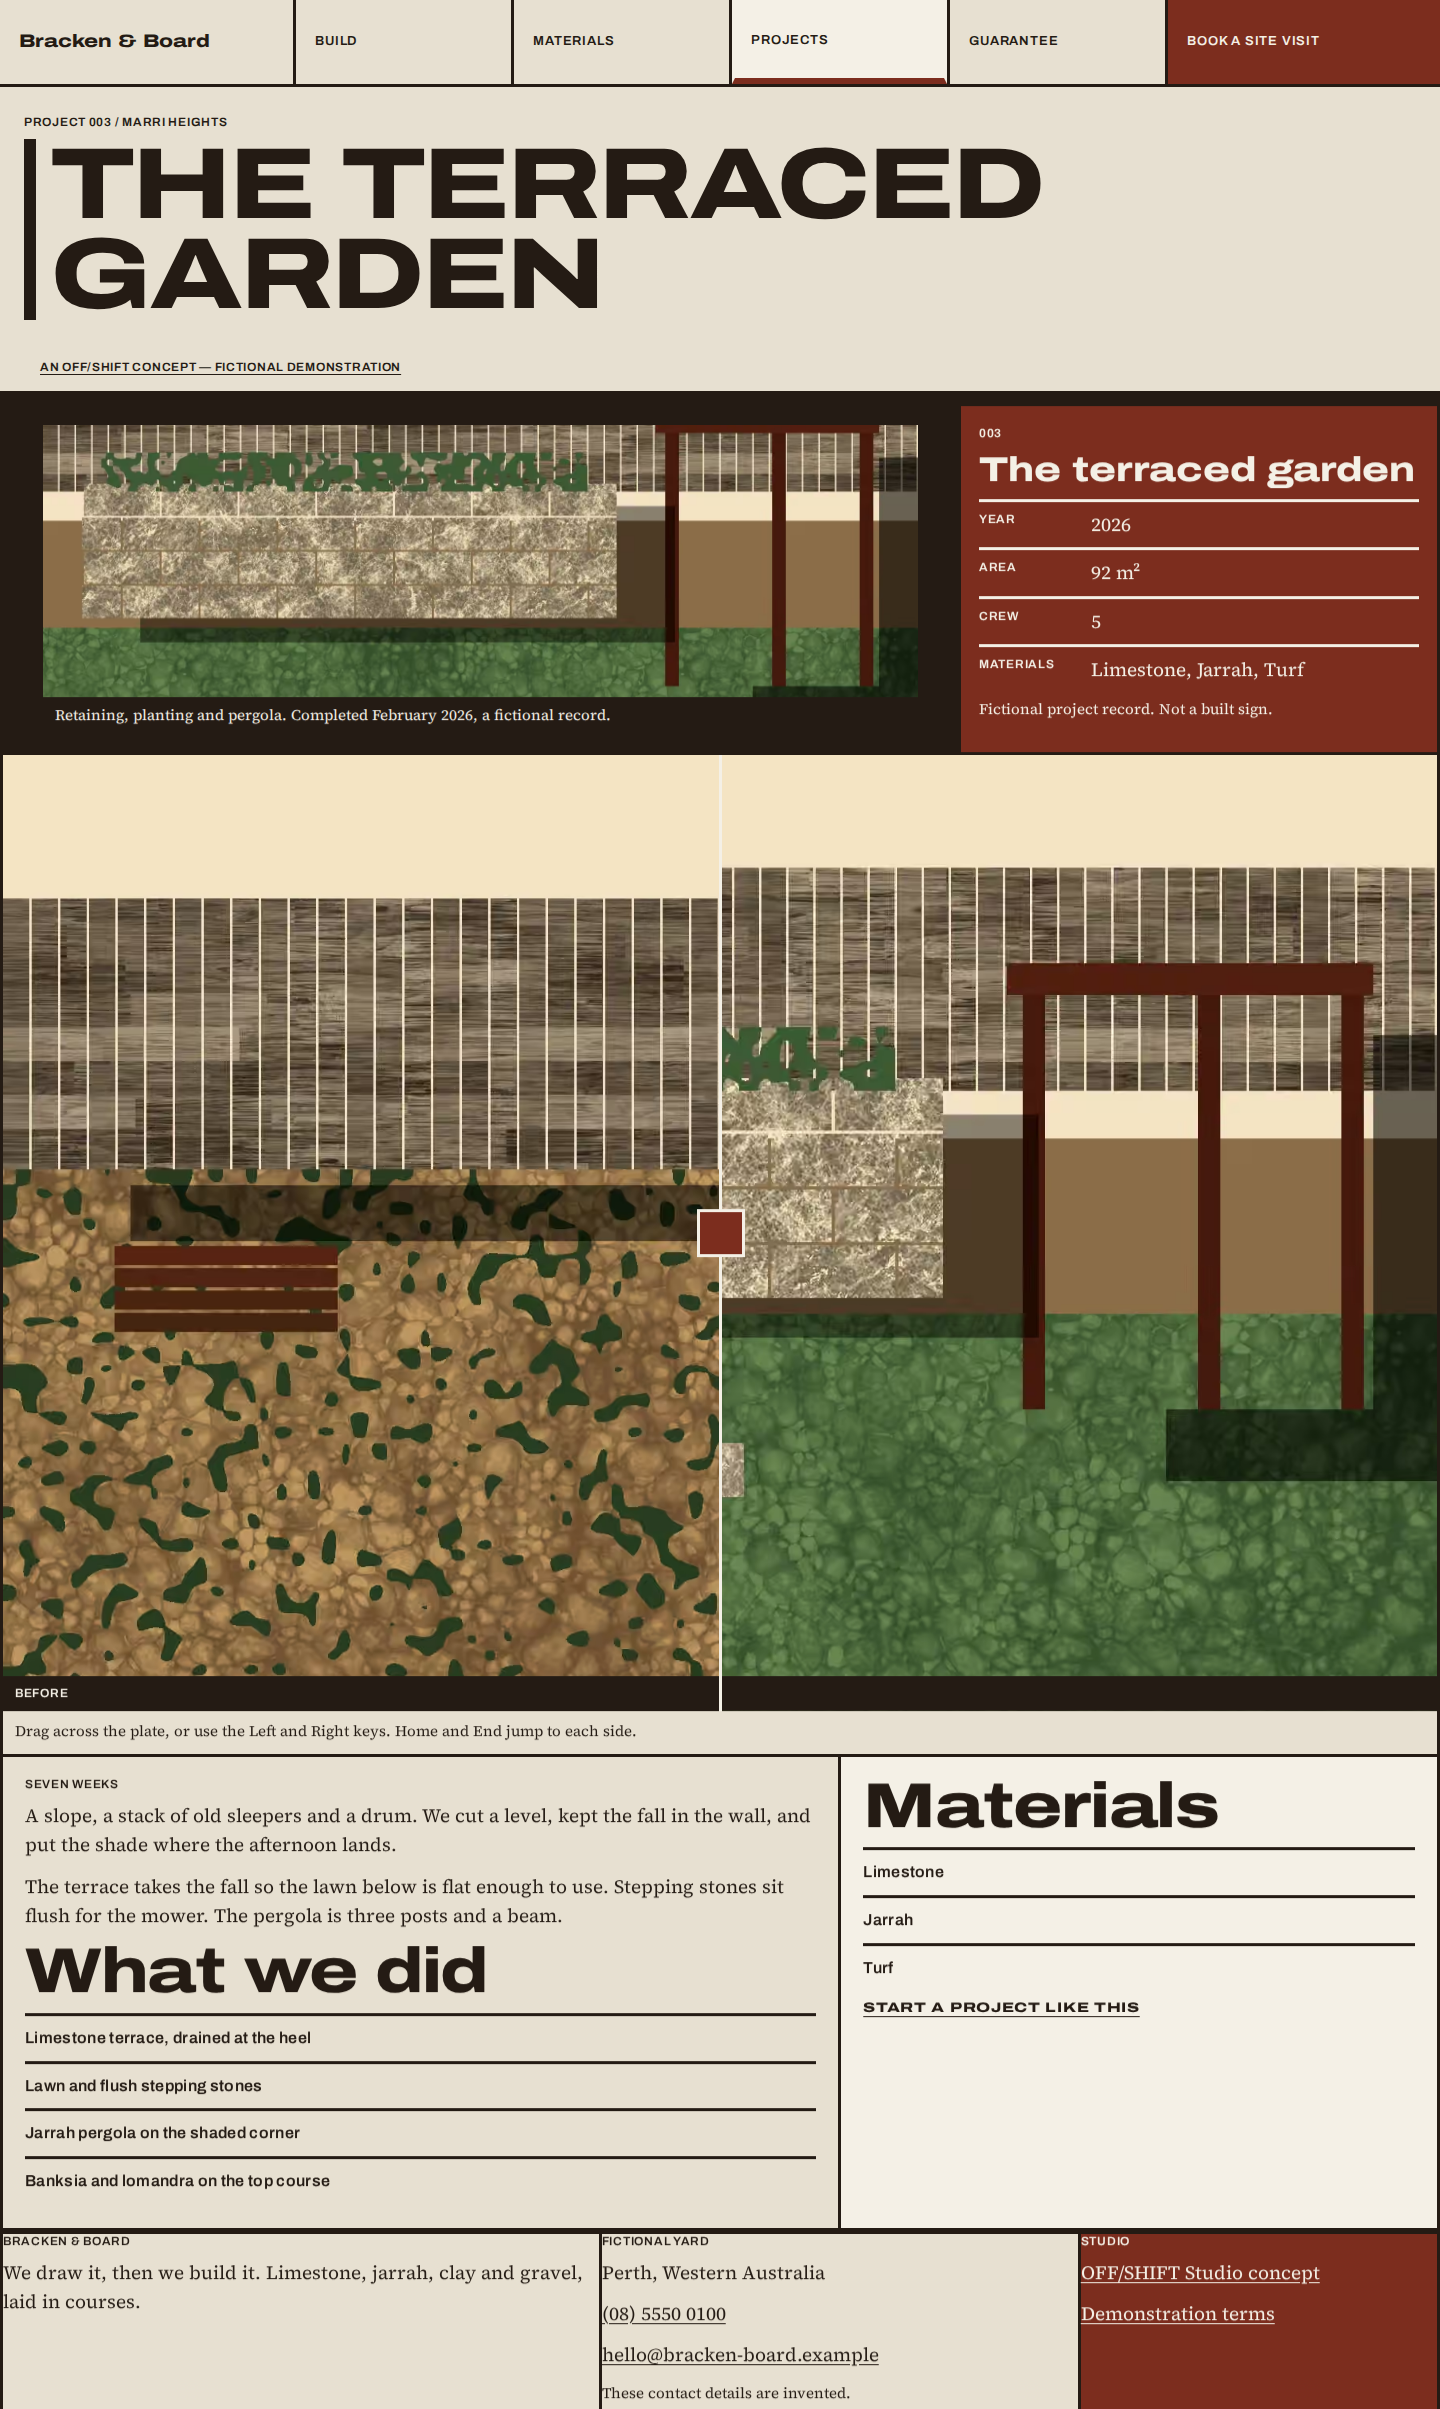 Bracken & Board
BUILD
MATERIALS
PROJECTS
GUARANTEE
BOOK A SITE VISIT
PROJECT 003 / MARRI HEIGHTS
THE TERRACED
GARDEN
AN OFF/SHIFT CONCEPT — FICTIONAL DEMONSTRATION
003
The terraced garden
YEAR 2026
AREA 92 m²
CREW 5
MATERIALS Limestone, Jarrah, Turf
Fictional project record. Not a built sign.
Retaining, planting and pergola. Completed February 2026, a fictional record.
BEFORE
Drag across the plate, or use the Left and Right keys. Home and End jump to each side.
SEVEN WEEKS
A slope, a stack of old sleepers and a drum. We cut a level, kept the fall in the wall, and
put the shade where the afternoon lands.
The terrace takes the fall so the lawn below is flat enough to use. Stepping stones sit
flush for the mower. The pergola is three posts and a beam.
What we did
Limestone terrace, drained at the heel
Lawn and flush stepping stones
Jarrah pergola on the shaded corner
Banksia and lomandra on the top course
Materials
Limestone
Jarrah
Turf
START A PROJECT LIKE THIS
BRACKEN & BOARD
We draw it, then we build it. Limestone, jarrah, clay and gravel,
laid in courses.
FICTIONAL YARD
Perth, Western Australia
(08) 5550 0100
hello@bracken-board.example
These contact details are invented.
STUDIO
OFF/SHIFT Studio concept
Demonstration terms